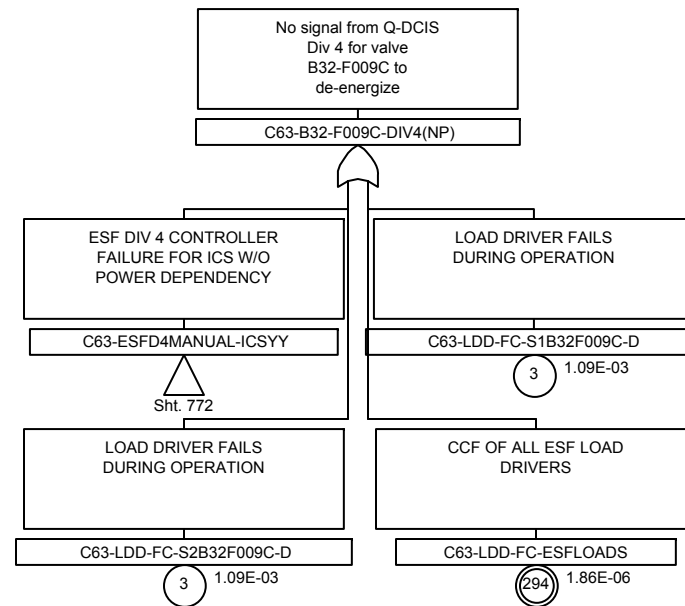 No signal from Q-DCIS
Div 4 for valve
B32-F009C to
de-energize
C63-B32-F009C-DIV4(NP)
ESF DIV 4 CONTROLLER
FAILURE FOR ICS W/O
POWER DEPENDENCY
C63-ESFD4MANUAL-ICSYY
Sht. 772
LOAD DRIVER FAILS
DURING OPERATION
C63-LDD-FC-S1B32F009C-D
3 1.09E-03
LOAD DRIVER FAILS
DURING OPERATION
C63-LDD-FC-S2B32F009C-D
3 1.09E-03
CCF OF ALL ESF LOAD
DRIVERS
C63-LDD-FC-ESFLOADS
294 1.86E-06